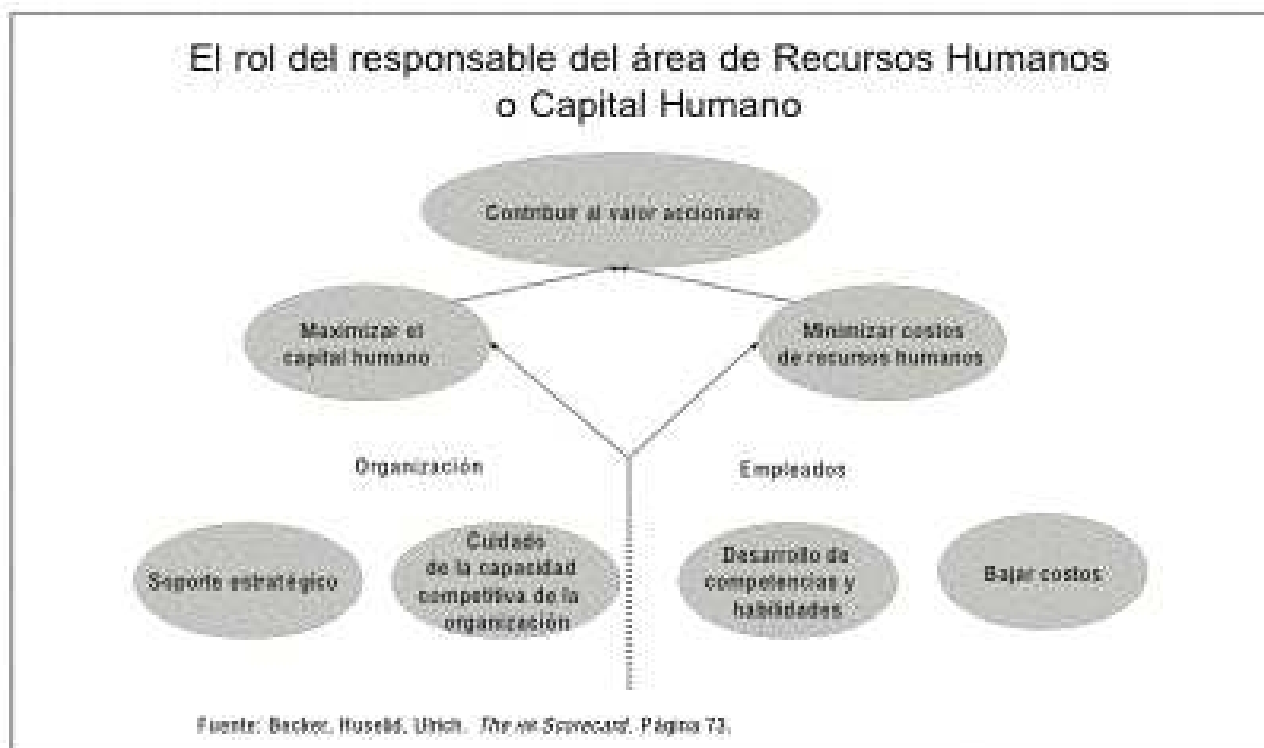 El rol del responsable del área de Recursos Humanos
o Capital Humano
Contribuir al valor accionario
Maximizar el
capital humano
Minimizar costos
de recursos humanos
Organización
Empleados
Soporte estratégico
Cuidado
de la capacidad
competitiva de la
organización
Desarrollo de
competencias y
habilidades
Bajar costos
Fuente: Becker, Huselid, Ulrich. The HR Scorecard. Página 73.